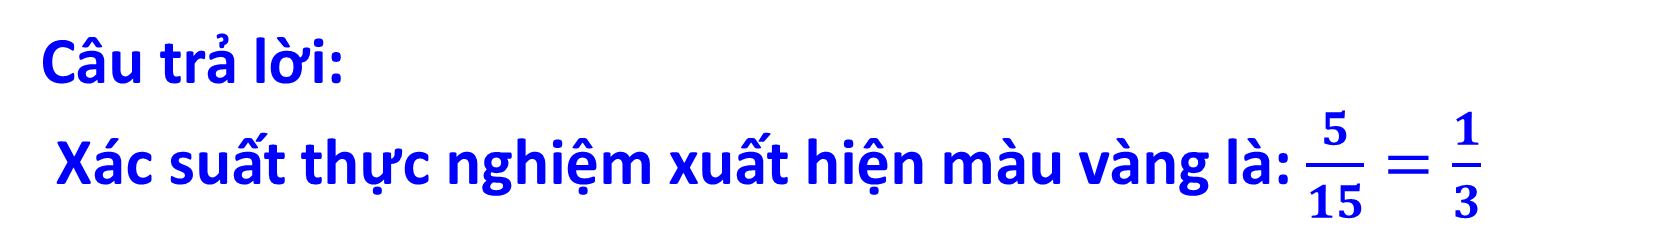 Câu trả lời:
Xác suất thực nghiệm xuất hiện màu vàng là: 5/15 = 1/3